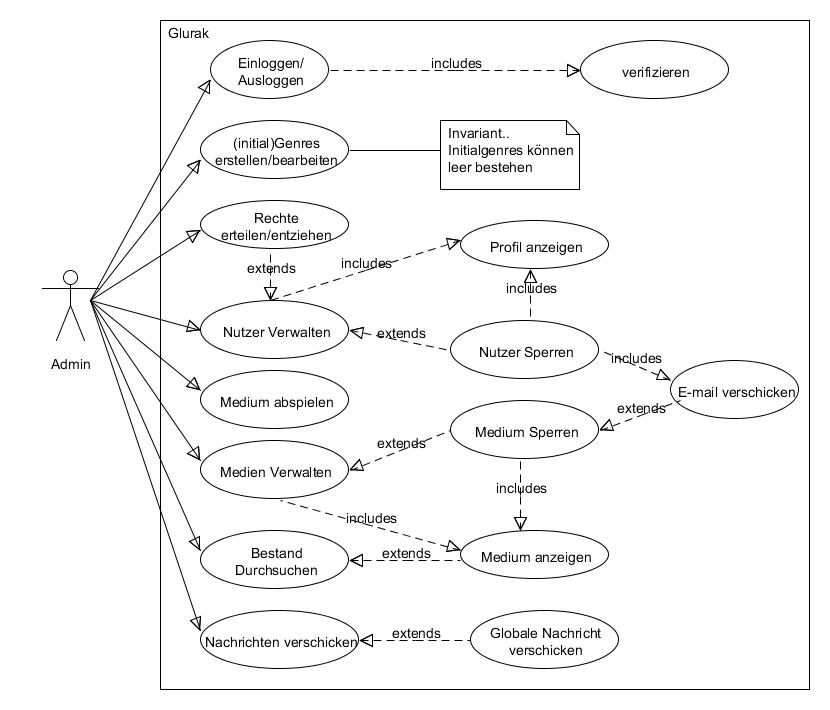 Glurak
Einloggen/
Ausloggen
includes
verifizieren
(initial)Genres
erstellen/bearbeiten
Invariant..
Initialgenres können
leer bestehen
Rechte
erteilen/entziehen
extends
includes
Profil anzeigen
includes
Nutzer Verwalten
extends
Nutzer Sperren
includes
Admin
E-mail verschicken
extends
Medium abspielen
Medium Sperren
extends
Medien Verwalten
includes
includes
Bestand
Durchsuchen
extends
Medium anzeigen
Nachrichten verschicken
extends
Globale Nachricht
verschicken